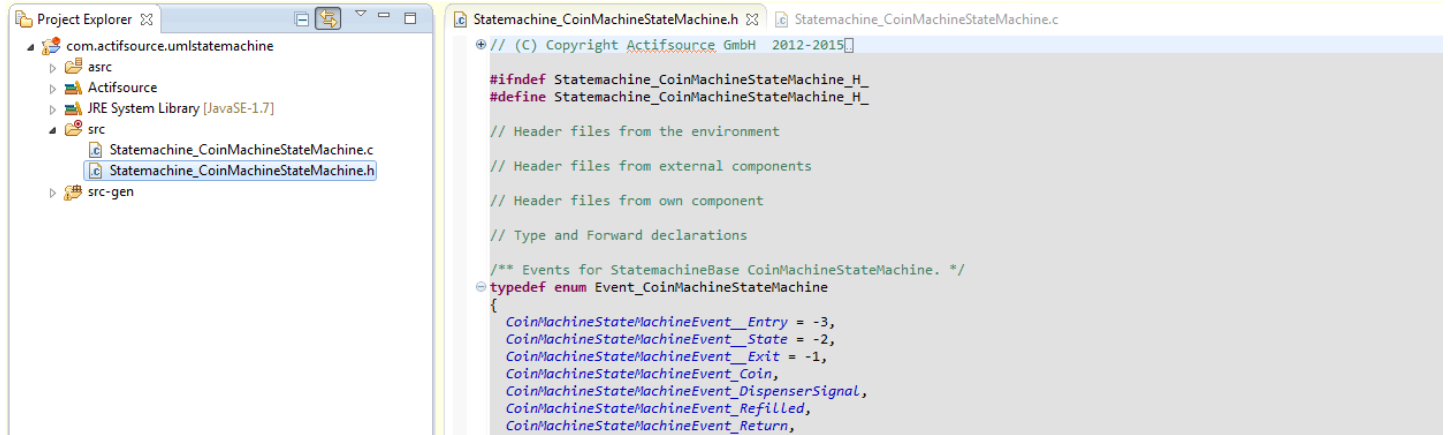 Project Explorer
com.actifsource.umlstatemachine
asrc
Actifsource
JRE System Library [JavaSE-1.7]
src
Statemachine_CoinMachineStateMachine.c
Statemachine_CoinMachineStateMachine.h
src-gen
Statemachine_CoinMachineStateMachine.h
Statemachine_CoinMachineStateMachine.c
// (C) Copyright Actifsource GmbH  2012-2015
#ifndef Statemachine_CoinMachineStateMachine_H_
#define Statemachine_CoinMachineStateMachine_H_
// Header files from the environment
// Header files from external components
// Header files from own component
// Type and Forward declarations
/** Events for StatemachineBase CoinMachineStateMachine. */
typedef enum Event_CoinMachineStateMachine
{
CoinMachineStateMachineEvent__Entry = -3,
CoinMachineStateMachineEvent__State = -2,
CoinMachineStateMachineEvent__Exit = -1,
CoinMachineStateMachineEvent_Coin,
CoinMachineStateMachineEvent_DispenserSignal,
CoinMachineStateMachineEvent_Refilled,
CoinMachineStateMachineEvent_Return,